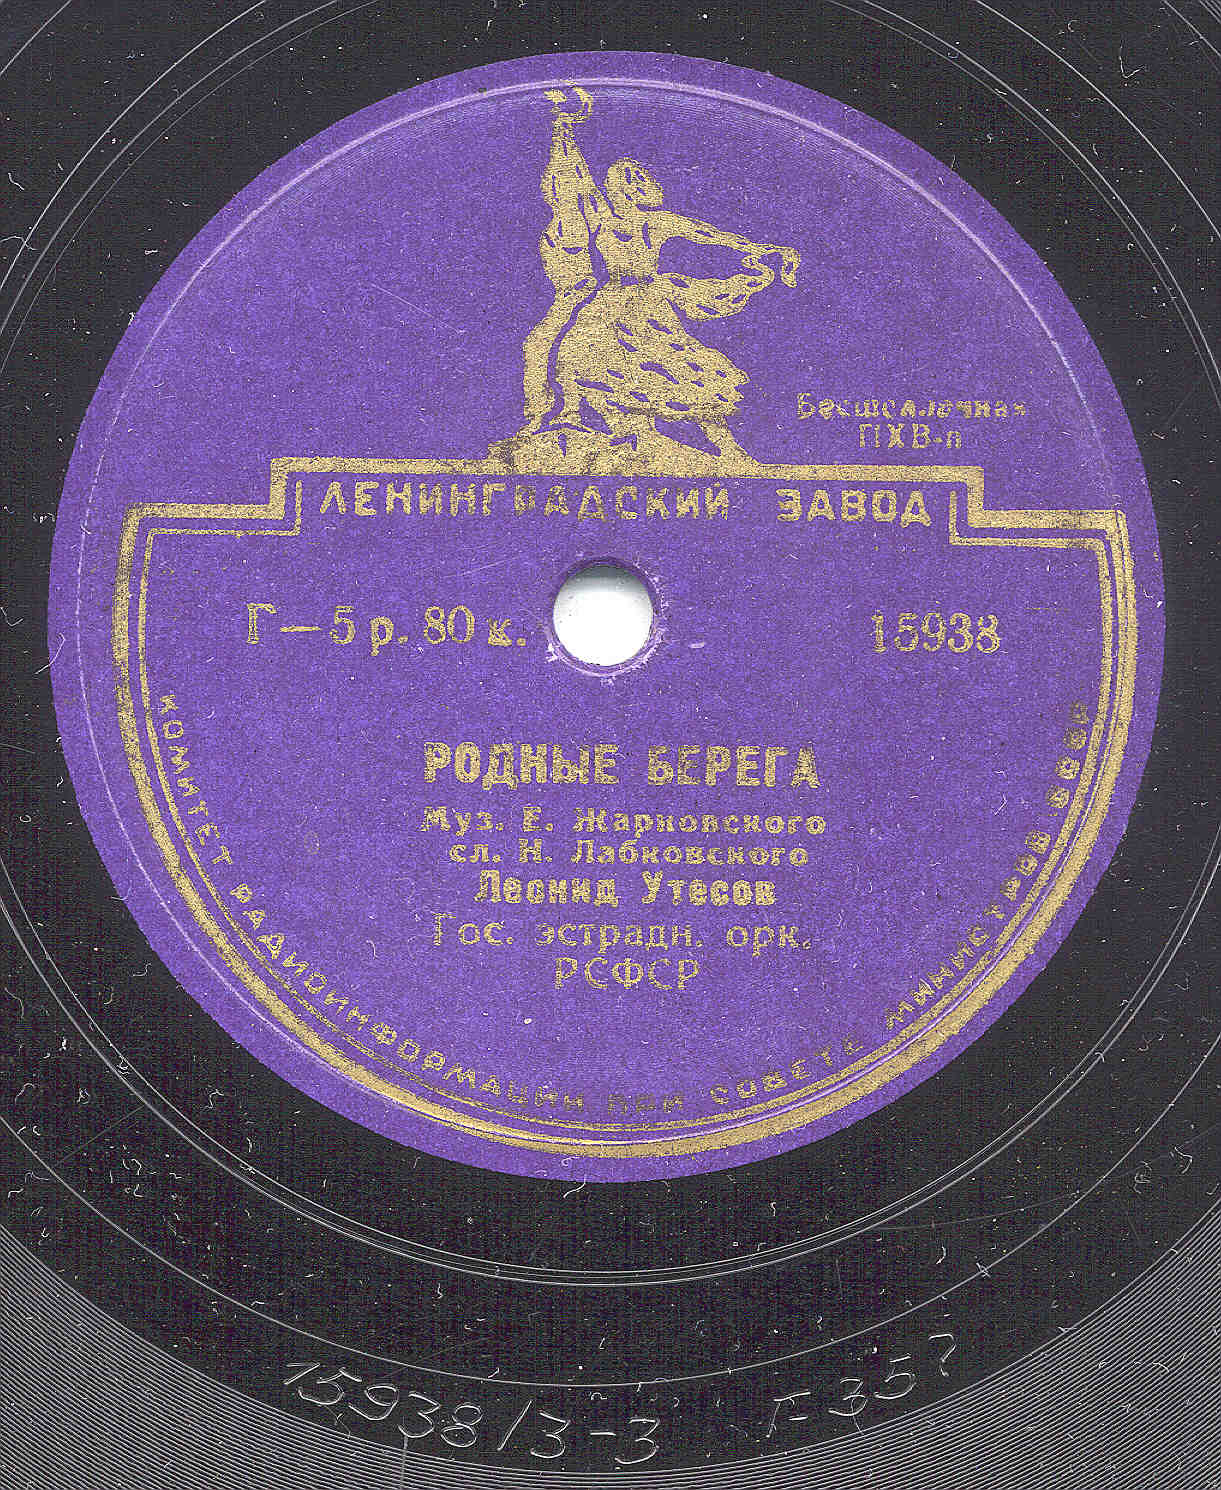 Бесшеллачная
ПХВ-п
ЛЕНИНГРАДСКИЙ ЗАВОД
Г—5 р. 80 к.
15938
РОДНЫЕ БЕРЕГА
Муз. Е. Жарковского
сл. Н. Лабковского
Леонид Утесов
Гос. эстрадн. орк.
РСФСР
КОМИТЕТ РАДИОИНФОРМАЦИИ ПРИ СОВЕТЕ МИНИСТРОВ СССР
15938/3-3 Г-357